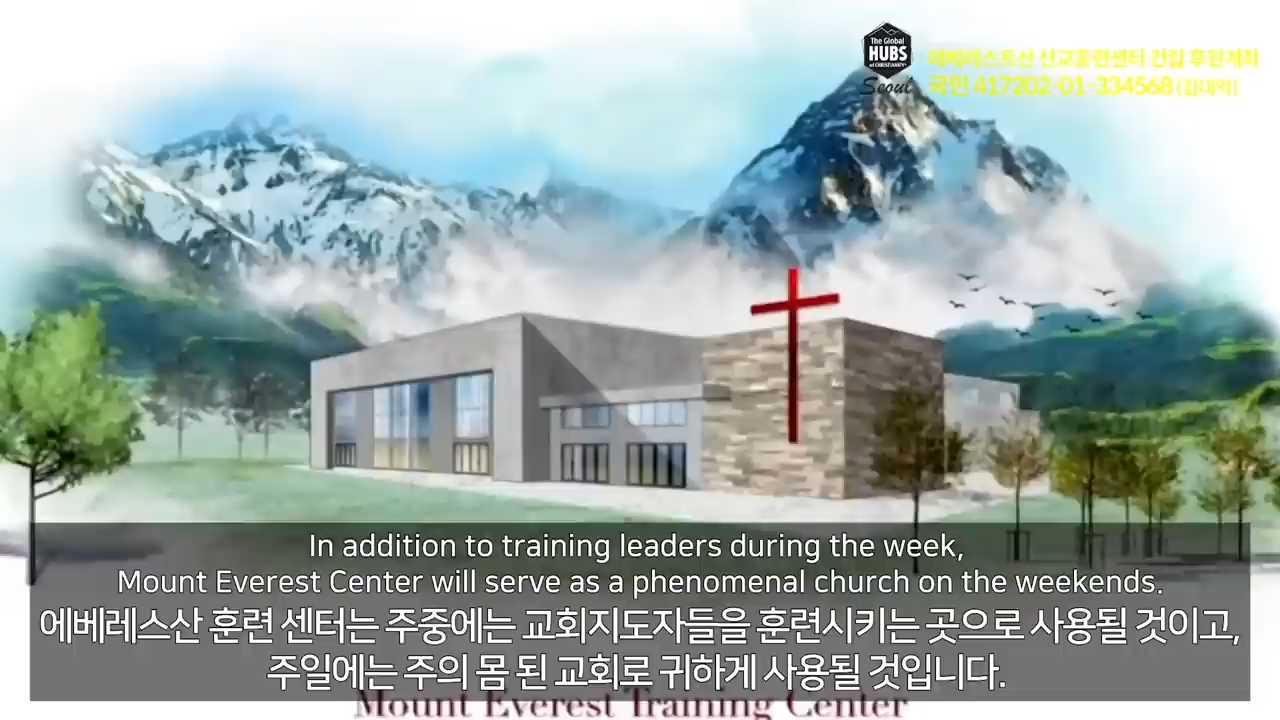 The Global
HUBS
of CHRISTIANITY
Seoul
에베레스트산 선교훈련센터 건립 후원계좌
국민 417202-01-334568 (김대억)
In addition to training leaders during the week,
Mount Everest Center will serve as a phenomenal church on the weekends.
에베레스산 훈련 센터는 주중에는 교회지도자들을 훈련시키는 곳으로 사용될 것이고,
주일에는 주의 몸 된 교회로 귀하게 사용될 것입니다.
Mount Everest Training Center